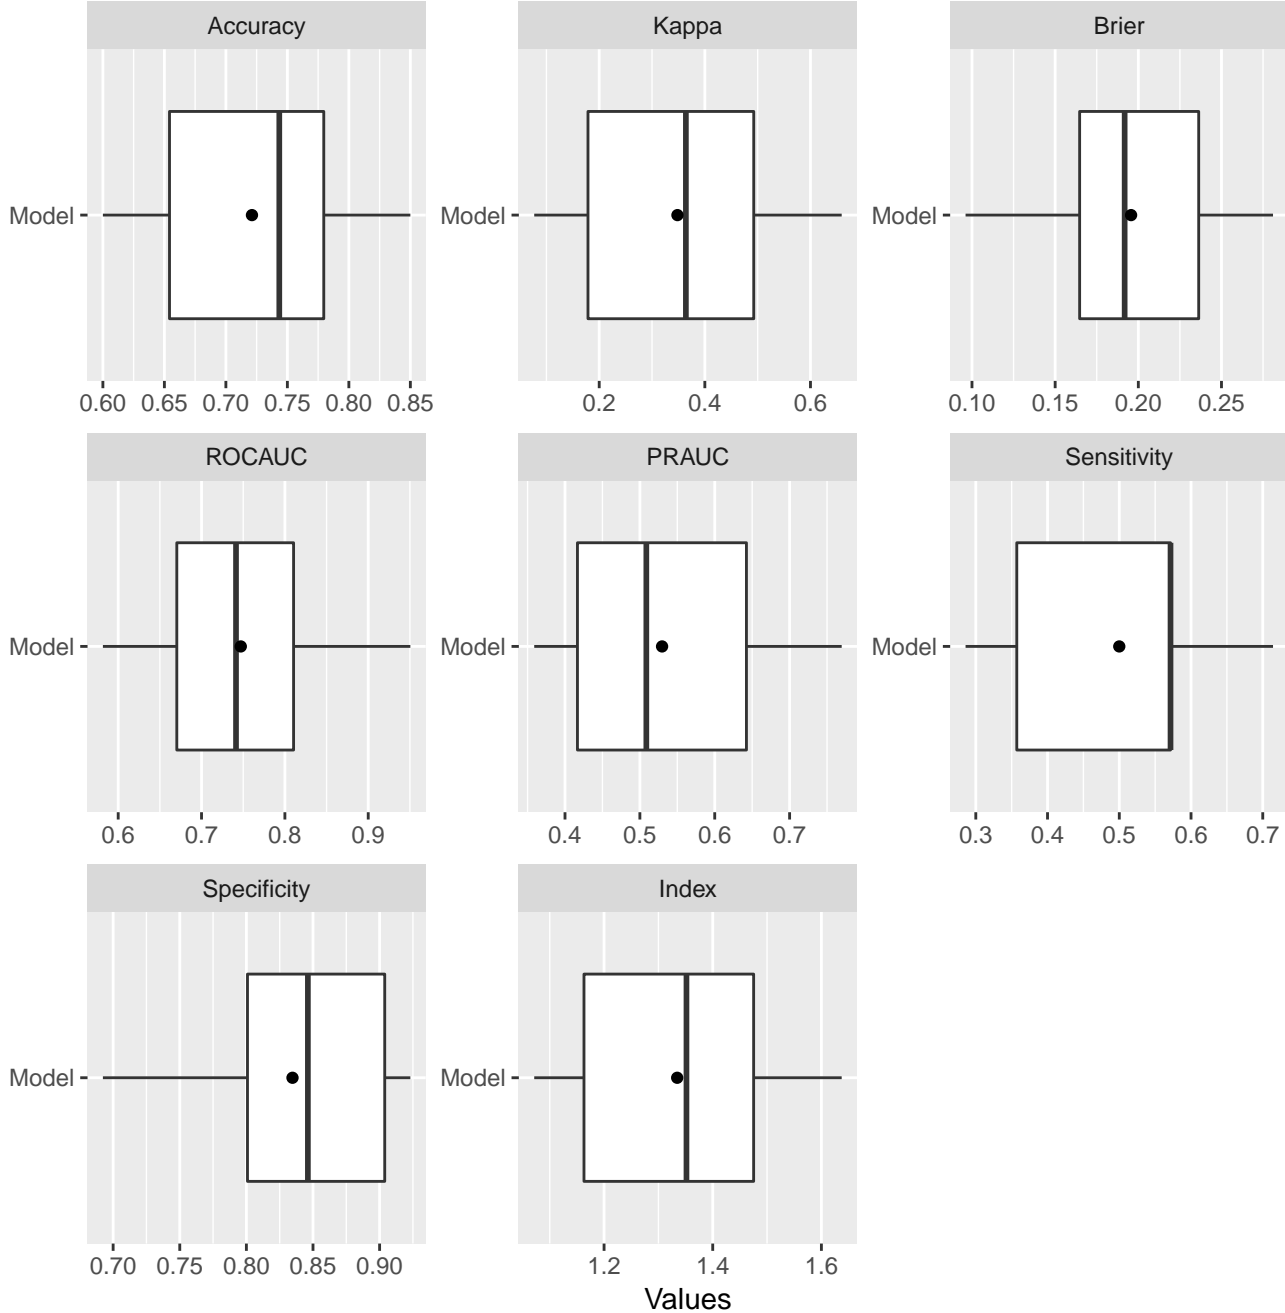 Accuracy Kappa Brier
Model Model Model
0.60 0.65 0.70 0.75 0.80 0.85 0.2 0.4 0.6 0.10 0.15 0.20 0.25
ROCAUC PRAUC Sensitivity
Model Model Model
0.6 0.7 0.8 0.9 0.4 0.5 0.6 0.7 0.3 0.4 0.5 0.6 0.7
Specificity Index
Model Model
0.70 0.75 0.80 0.85 0.90 1.2 1.4 1.6
Values